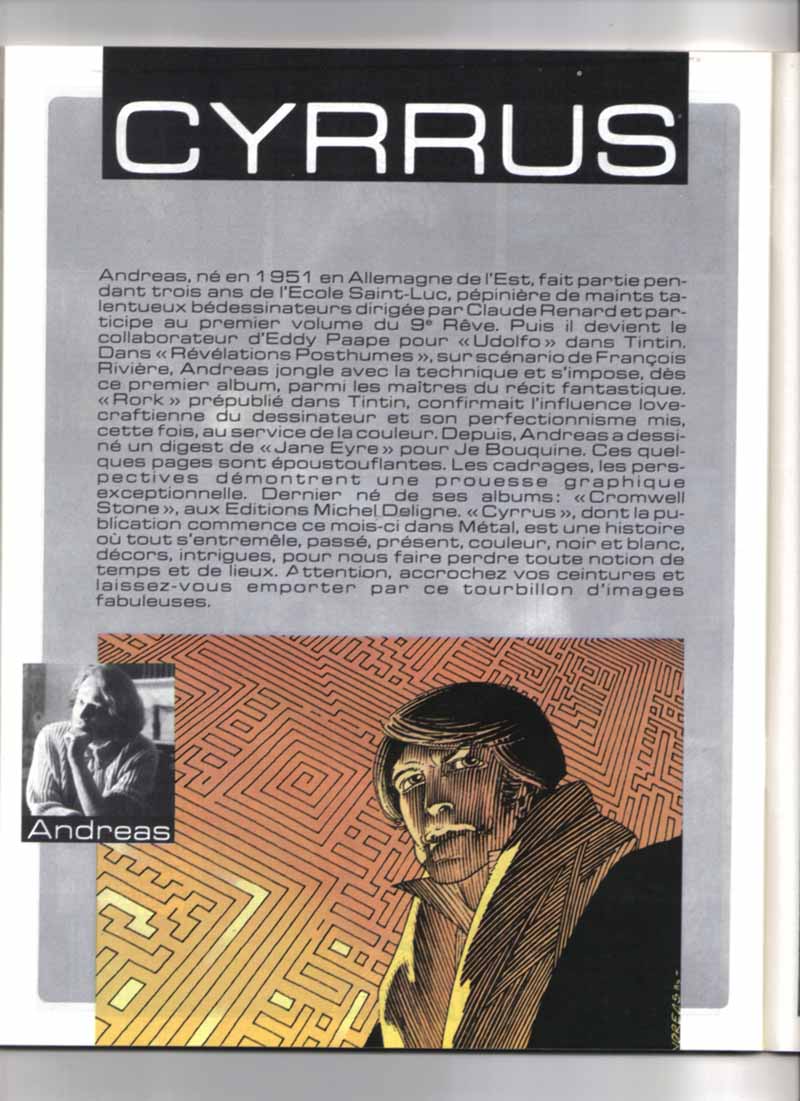 CYRRUS
Andreas, né en 1951 en Allemagne de l'Est, fait partie pen-
dant trois ans de l'Ecole Saint-Luc, pépinière de maints ta-
lentueux bédessinateurs dirigée par Claude Renard et par-
ticipe au premier volume du 9e Rêve. Puis il devient le
collaborateur d'Eddy Paape pour «Udolfo» dans Tintin.
Dans «Révélations Posthumes», sur scénario de François
Rivière, Andreas jongle avec la technique et s'impose, dès
ce premier album, parmi les maîtres du récit fantastique.
«Rork» prépublié dans Tintin, confirmait l'influence love-
craftienne du dessinateur et son perfectionnisme mis,
cette fois, au service de la couleur. Depuis, Andreas a dessi-
né un digest de «Jane Eyre» pour Je Bouquine. Ces quel-
ques pages sont époustouflantes. Les cadrages, les pers-
pectives démontrent une prouesse graphique
exceptionnelle. Dernier né de ses albums: «Cromwell
Stone», aux Editions Michel Deligne. «Cyrrus», dont la pu-
blication commence ce mois-ci dans Métal, est une histoire
où tout s'entremêle, passé, présent, couleur, noir et blanc,
décors, intrigues, pour nous faire perdre toute notion de
temps et de lieux. Attention, accrochez vos ceintures et
laissez-vous emporter par ce tourbillon d'images
fabuleuses.
Andreas